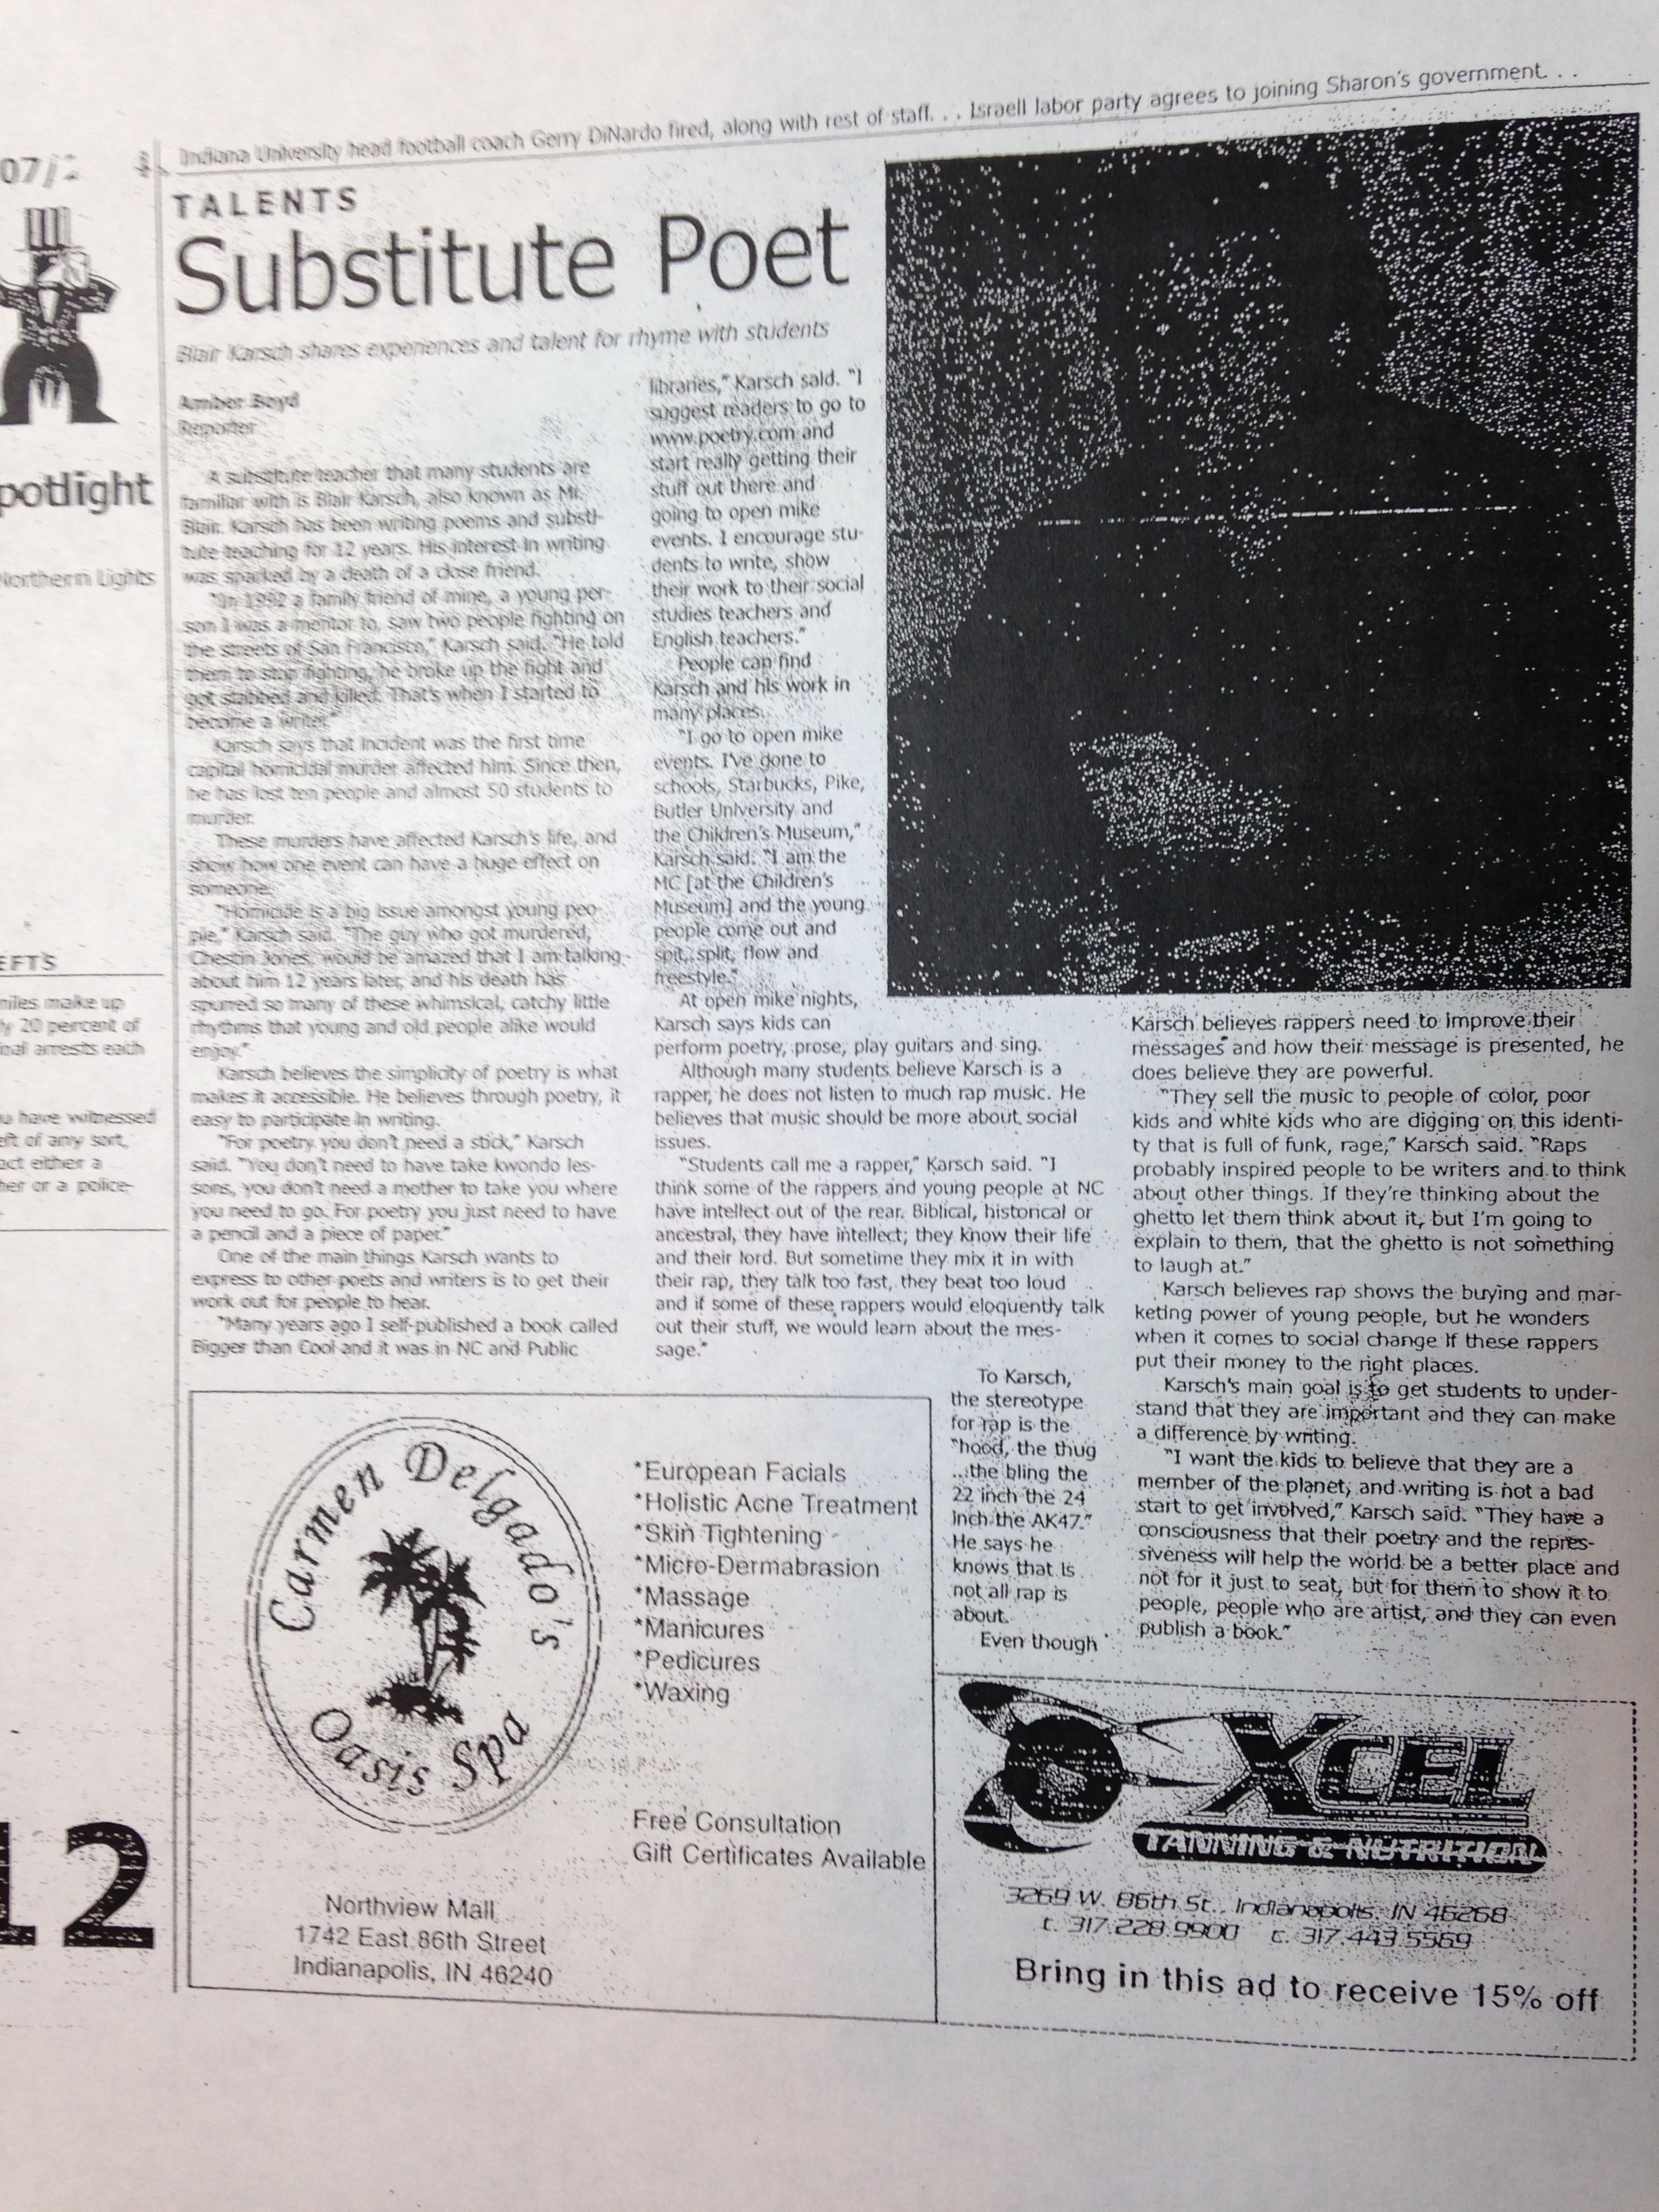 Indiana University head football coach Gerry DiNardo fired, along with rest of staff. . . Israeli labor party agrees to joining Sharon's government. . .
07/
potlight
Northern Lights
EFTS
milies make up
ly 20 percent of
nal arrests each
u have witnessed
eft of any sort,
act either a
her or a police-
12
TALENTS
Substitute Poet
Blair Karsch shares experiences and talent for rhyme with students
Amber Boyd
Reporter
A substitute teacher that many students are
familiar with is Blair Karsch, also known as Mr.
Blair. Karsch has been writing poems and substi-
tute teaching for 12 years. His interest in writing
was sparked by a death of a close friend.
"In 1992 a family friend of mine, a young per-
son I was a mentor to, saw two people fighting on
the streets of San Francisco," Karsch said. "He told
them to stop fighting, he broke up the fight and
got stabbed and killed. That's when I started to
become a writer."
Karsch says that incident was the first time
capital homicidal murder affected him. Since then,
he has lost ten people and almost 50 students to
murder.
These murders have affected Karsch's life, and
show how one event can have a huge effect on
someone.
"Homicide is a big issue amongst young peo-
ple," Karsch said. "The guy who got murdered,
Chestin Jones, would be amazed that I am talking
about him 12 years later, and his death has
spurred so many of these whimsical, catchy little
rhythms that young and old people alike would
enjoy."
Karsch believes the simplicity of poetry is what
makes it accessible. He believes through poetry, it
easy to participate in writing.
"For poetry you don't need a stick," Karsch
said. "You don't need to have take kwondo les-
sons, you don't need a mother to take you where
you need to go. For poetry you just need to have
a pencil and a piece of paper."
One of the main things Karsch wants to
express to other poets and writers is to get their
work out for people to hear.
"Many years ago I self-published a book called
Bigger than Cool and it was in NC and Public
libraries," Karsch said. "I
suggest readers to go to
www.poetry.com and
start really getting their
stuff out there and
going to open mike
events. I encourage stu-
dents to write, show
their work to their social
studies teachers and
English teachers."
People can find
Karsch and his work in
many places.
"I go to open mike
events. I've gone to
schools, Starbucks, Pike,
Butler University and
the Children's Museum,"
Karsch said. "I am the
MC [at the Children's
Museum] and the young
people come out and
spit, split, flow and
freestyle."
At open mike nights,
Karsch says kids can
perform poetry, prose, play guitars and sing.
Although many students believe Karsch is a
rapper, he does not listen to much rap music. He
believes that music should be more about social
issues.
"Students call me a rapper," Karsch said. "I
think some of the rappers and young people at NC
have intellect out of the rear. Biblical, historical or
ancestral, they have intellect; they know their life
and their lord. But sometime they mix it in with
their rap, they talk too fast, they beat too loud
and if some of these rappers would eloquently talk
out their stuff, we would learn about the mes-
sage."
To Karsch,
the stereotype
for rap is the
"hood, the thug
...the bling the
22 inch the 24
inch the AK47."
He says he
knows that is
not all rap is
about.
Even though
Karsch believes rappers need to improve their
messages and how their message is presented, he
does believe they are powerful.
"They sell the music to people of color, poor
kids and white kids who are digging on this identi-
ty that is full of funk, rage," Karsch said. "Raps
probably inspired people to be writers and to think
about other things. If they're thinking about the
ghetto let them think about it, but I'm going to
explain to them, that the ghetto is not something
to laugh at."
Karsch believes rap shows the buying and mar-
keting power of young people, but he wonders
when it comes to social change if these rappers
put their money to the right places.
Karsch's main goal is to get students to under-
stand that they are important and they can make
a difference by writing.
"I want the kids to believe that they are a
member of the planet, and writing is not a bad
start to get involved," Karsch said. "They have a
consciousness that their poetry and the repres-
siveness will help the world be a better place and
not for it just to seat, but for them to show it to
people, people who are artist, and they can even
publish a book."
Carmen Delgado's
Oasis Spa
*European Facials
*Holistic Acne Treatment
*Skin Tightening
*Micro-Dermabrasion
*Massage
*Manicures
*Pedicures
*Waxing
Free Consultation
Gift Certificates Available
Northview Mall
1742 East 86th Street
Indianapolis, IN 46240
XCEL
TANNING & NUTRITION
3269 W. 86th St., Indianapolis, IN 46268
t. 317.228.9900 c. 317.443.5569
Bring in this ad to receive 15% off